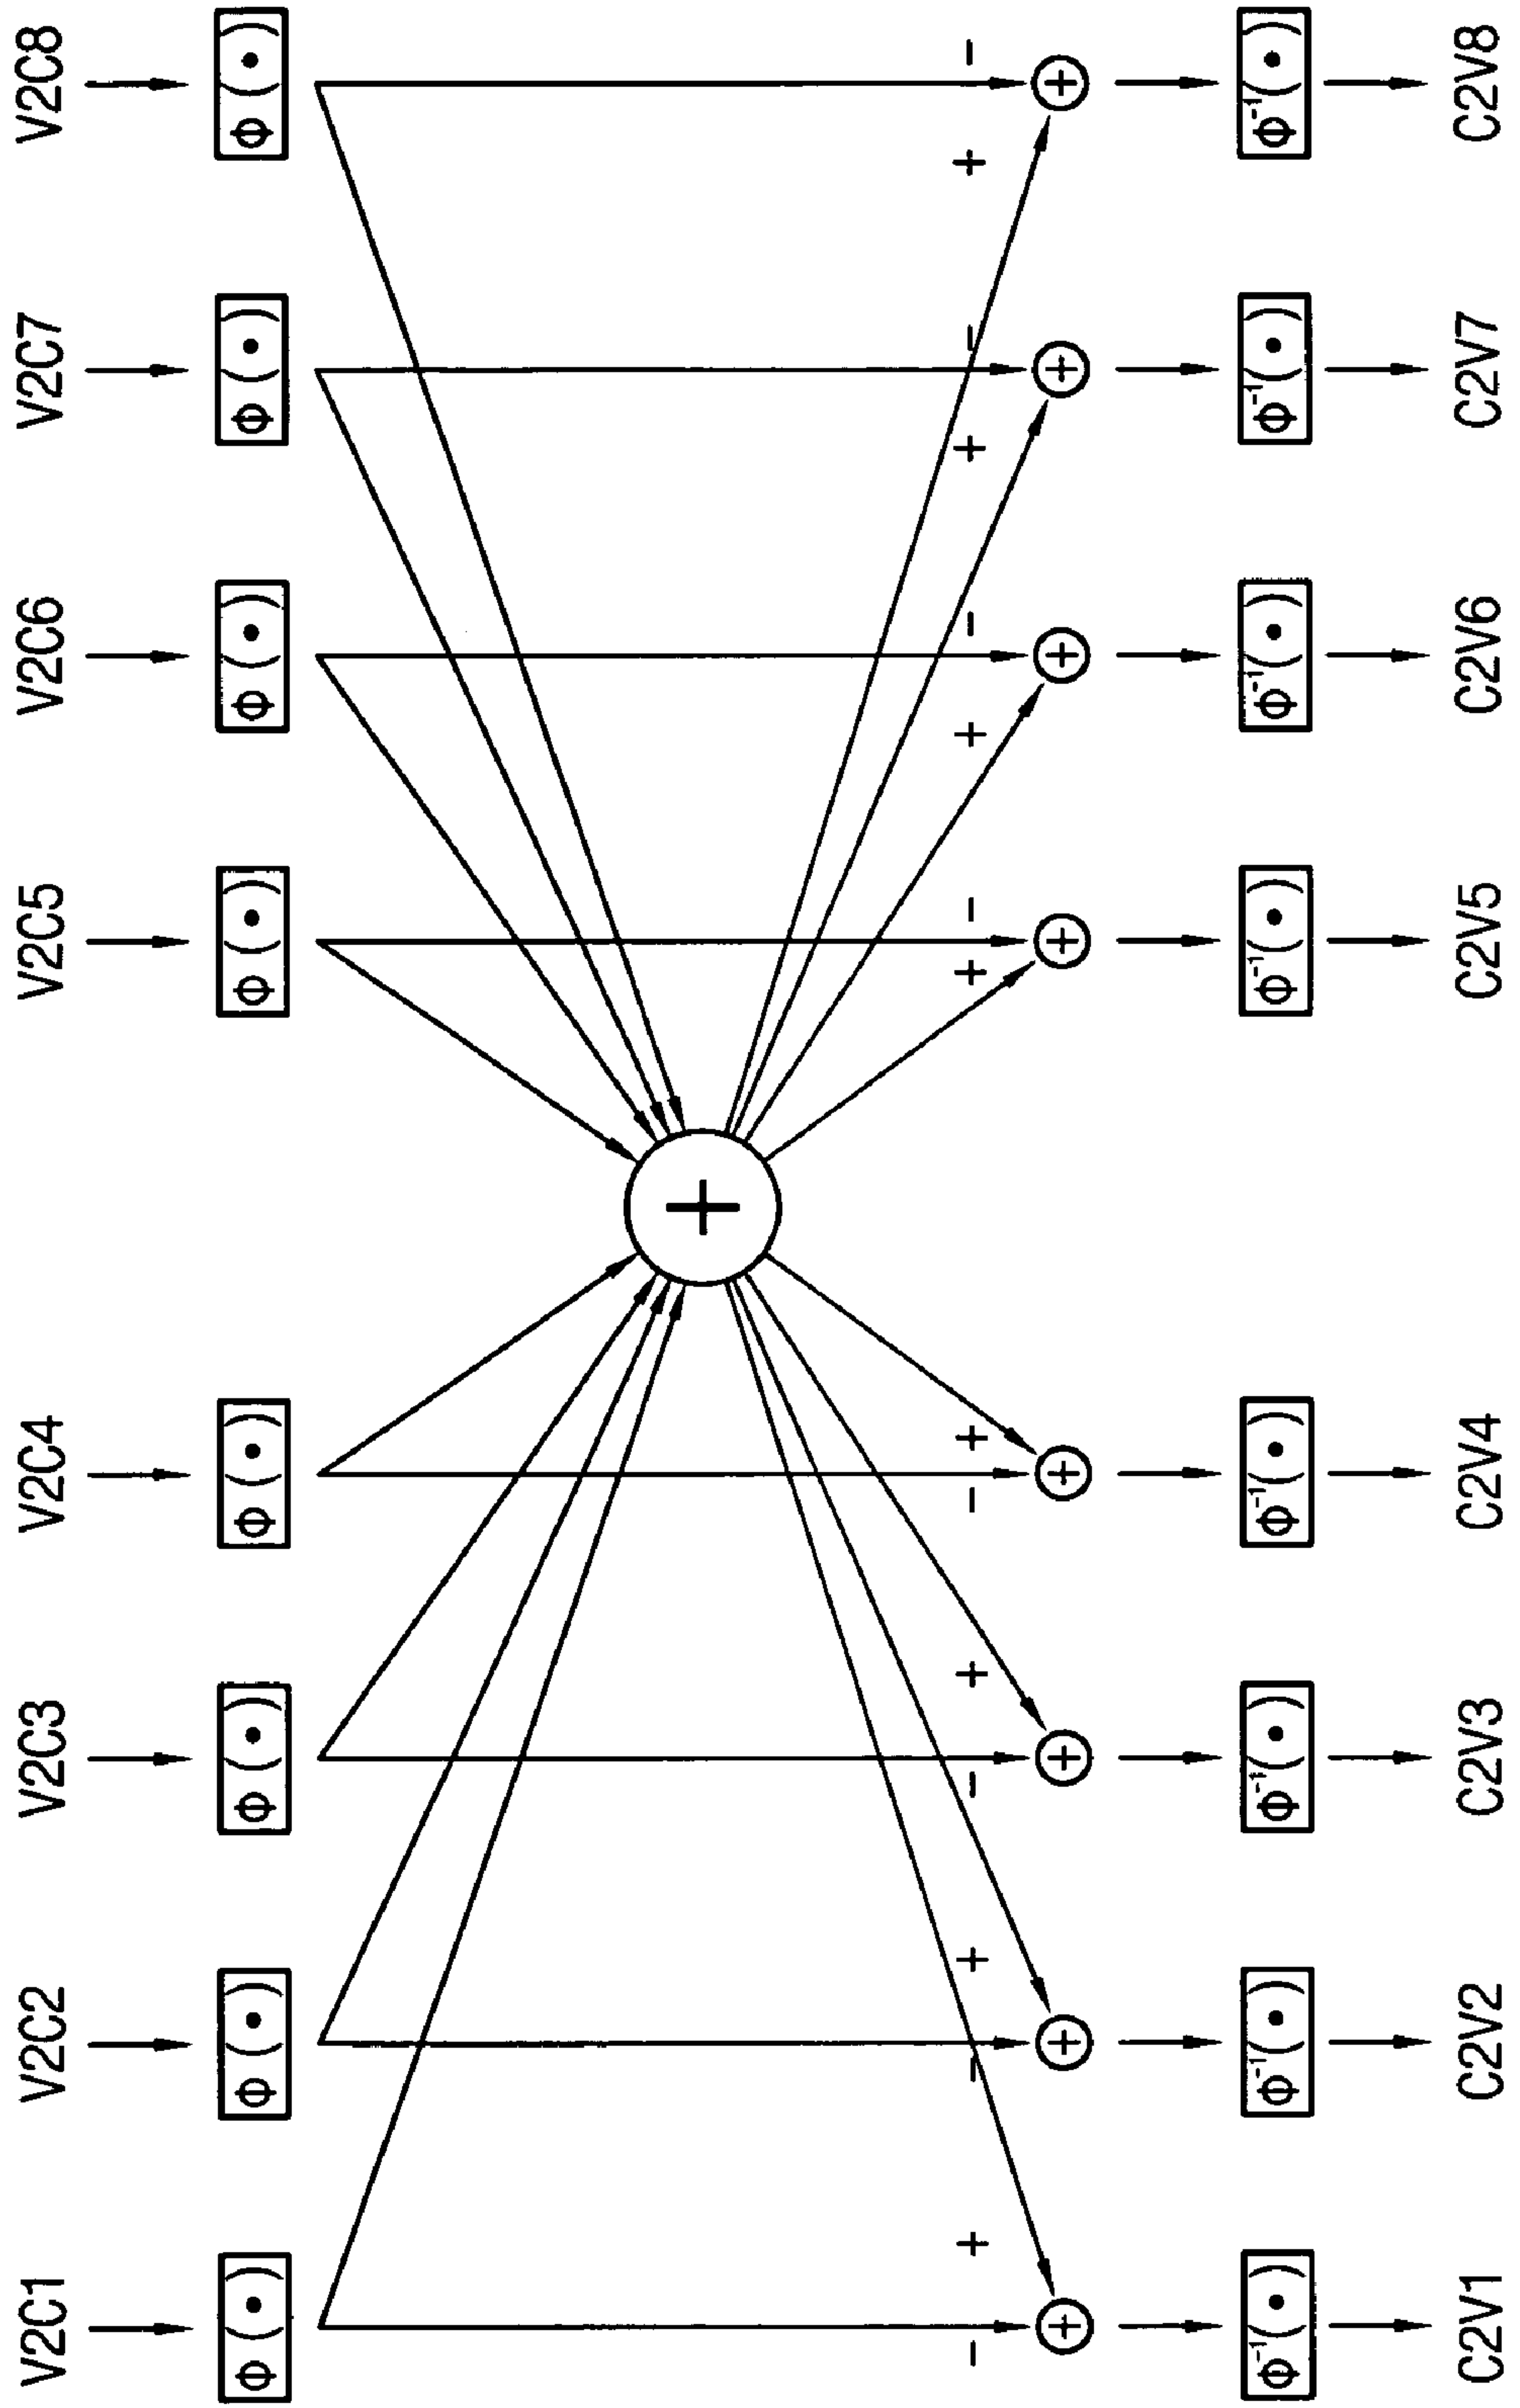 V2C1 V2C2 V2C3 V2C4 V2C5 V2C6 V2C7 V2C8
Φ(•) Φ(•) Φ(•) Φ(•) Φ(•) Φ(•) Φ(•) Φ(•)
+
- + - + - + - + + - + - + - + -
+ + + + + + + +
Φ⁻¹(•) Φ⁻¹(•) Φ⁻¹(•) Φ⁻¹(•) Φ⁻¹(•) Φ⁻¹(•) Φ⁻¹(•) Φ⁻¹(•)
C2V1 C2V2 C2V3 C2V4 C2V5 C2V6 C2V7 C2V8